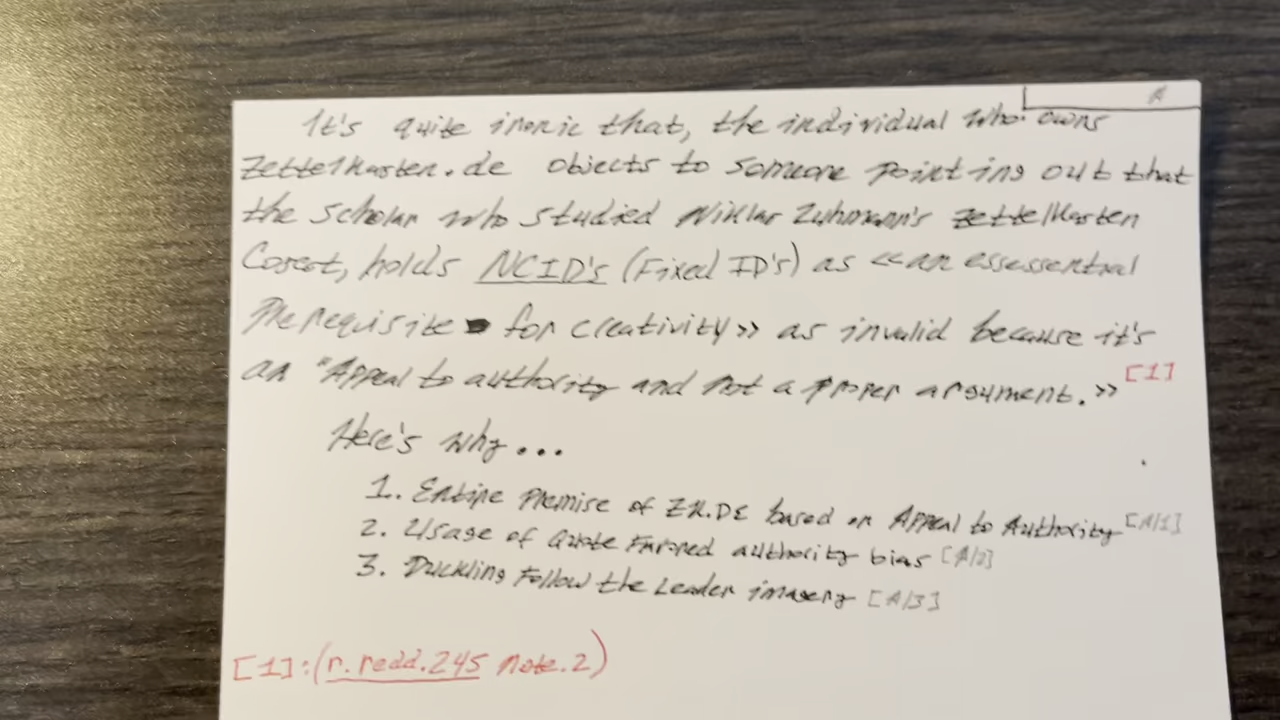 A
It's quite ironic that, the individual who owns
Zettelkasten.de objects to someone pointing out that
the scholar who studied Niklas Luhmann's zettelkasten
Closest, holds NCID's (Fixed ID's) as <<an essessential
Prerequisite for creativity>> as invalid because it's
an "Appeal to authority and not a proper argument.>> [1]
Here's why...
1. Entire Premise of ZK.DE based on Appeal to Authority [A/1]
2. Usage of Quote Favored authority bias [A/2]
3. Duckling Follow the Leader imagery [A/3]
[1]:(r.redd.245 note.2)